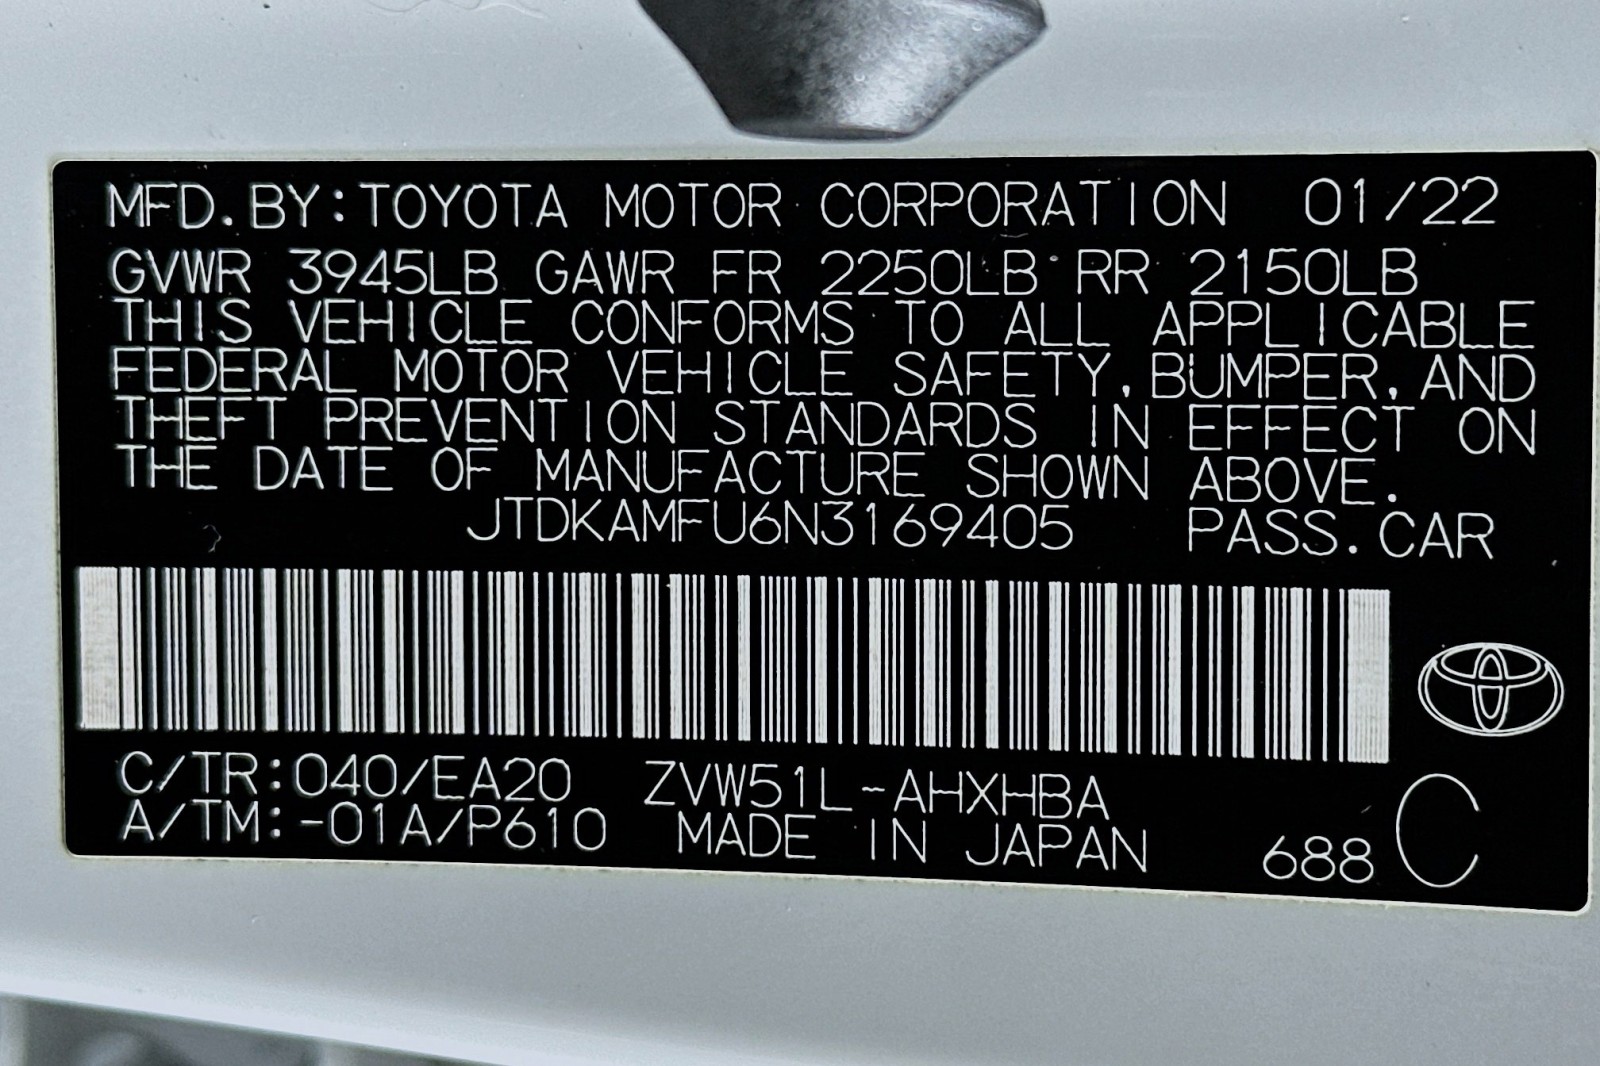 MFD. BY: TOYOTA MOTOR CORPORATION 01/22
GVWR 3945LB GAWR FR 2250LB RR 2150LB
THIS VEHICLE CONFORMS TO ALL APPLICABLE
FEDERAL MOTOR VEHICLE SAFETY, BUMPER, AND
THEFT PREVENTION STANDARDS IN EFFECT ON
THE DATE OF MANUFACTURE SHOWN ABOVE.
JTDKAMFU6N3169405 PASS. CAR
C/TR: 040/EA20 ZVW51L-AHXHBA
A/TM: -01A/P610 MADE IN JAPAN 688 C